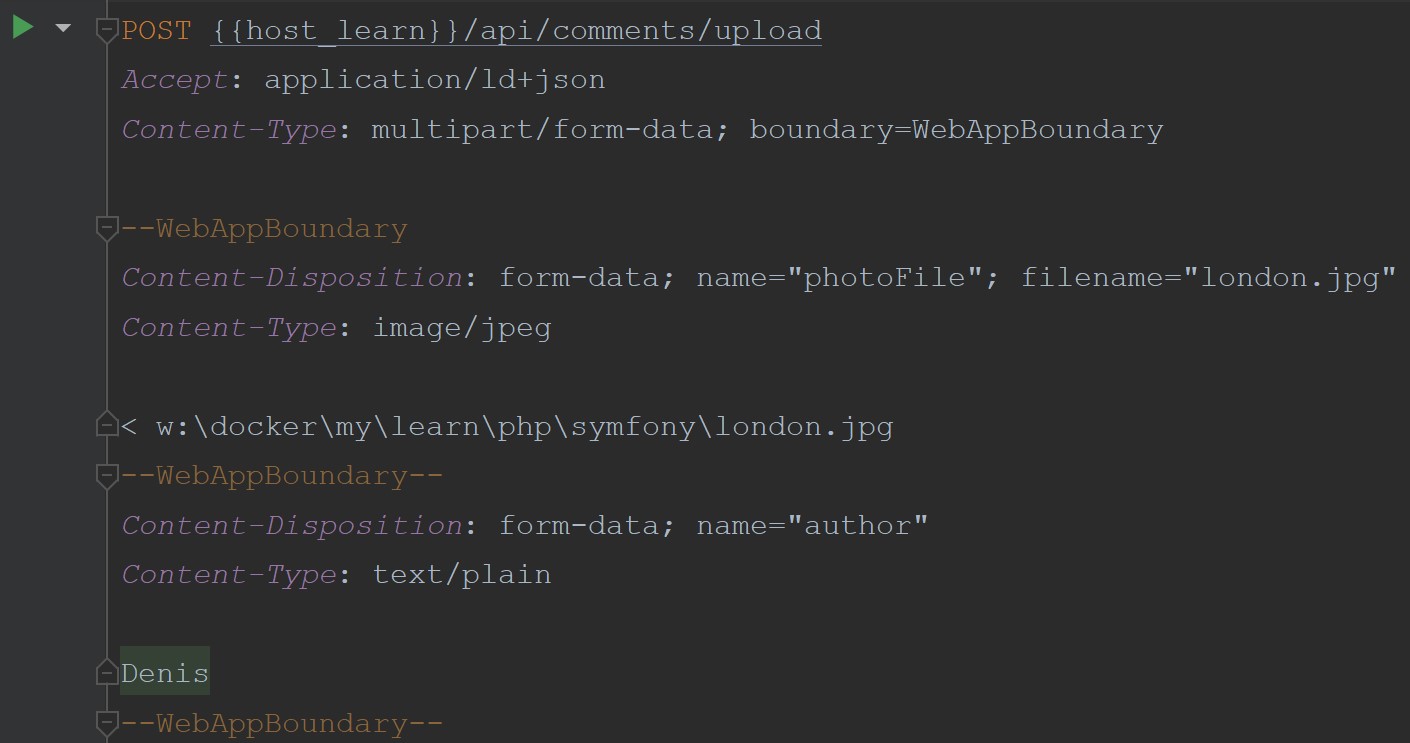 POST {{host_learn}}/api/comments/upload
Accept: application/ld+json
Content-Type: multipart/form-data; boundary=WebAppBoundary
--WebAppBoundary
Content-Disposition: form-data; name="photoFile"; filename="london.jpg"
Content-Type: image/jpeg
< w:\docker\my\learn\php\symfony\london.jpg
--WebAppBoundary--
Content-Disposition: form-data; name="author"
Content-Type: text/plain
Denis
--WebAppBoundary--